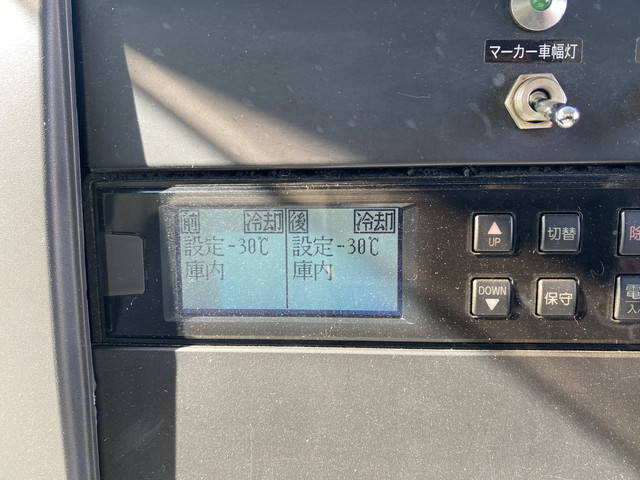 マーカー車幅灯
前 冷却 後 冷却
設定-30℃ 設定-30℃
庫内 庫内
UP
切替
DOWN
保守